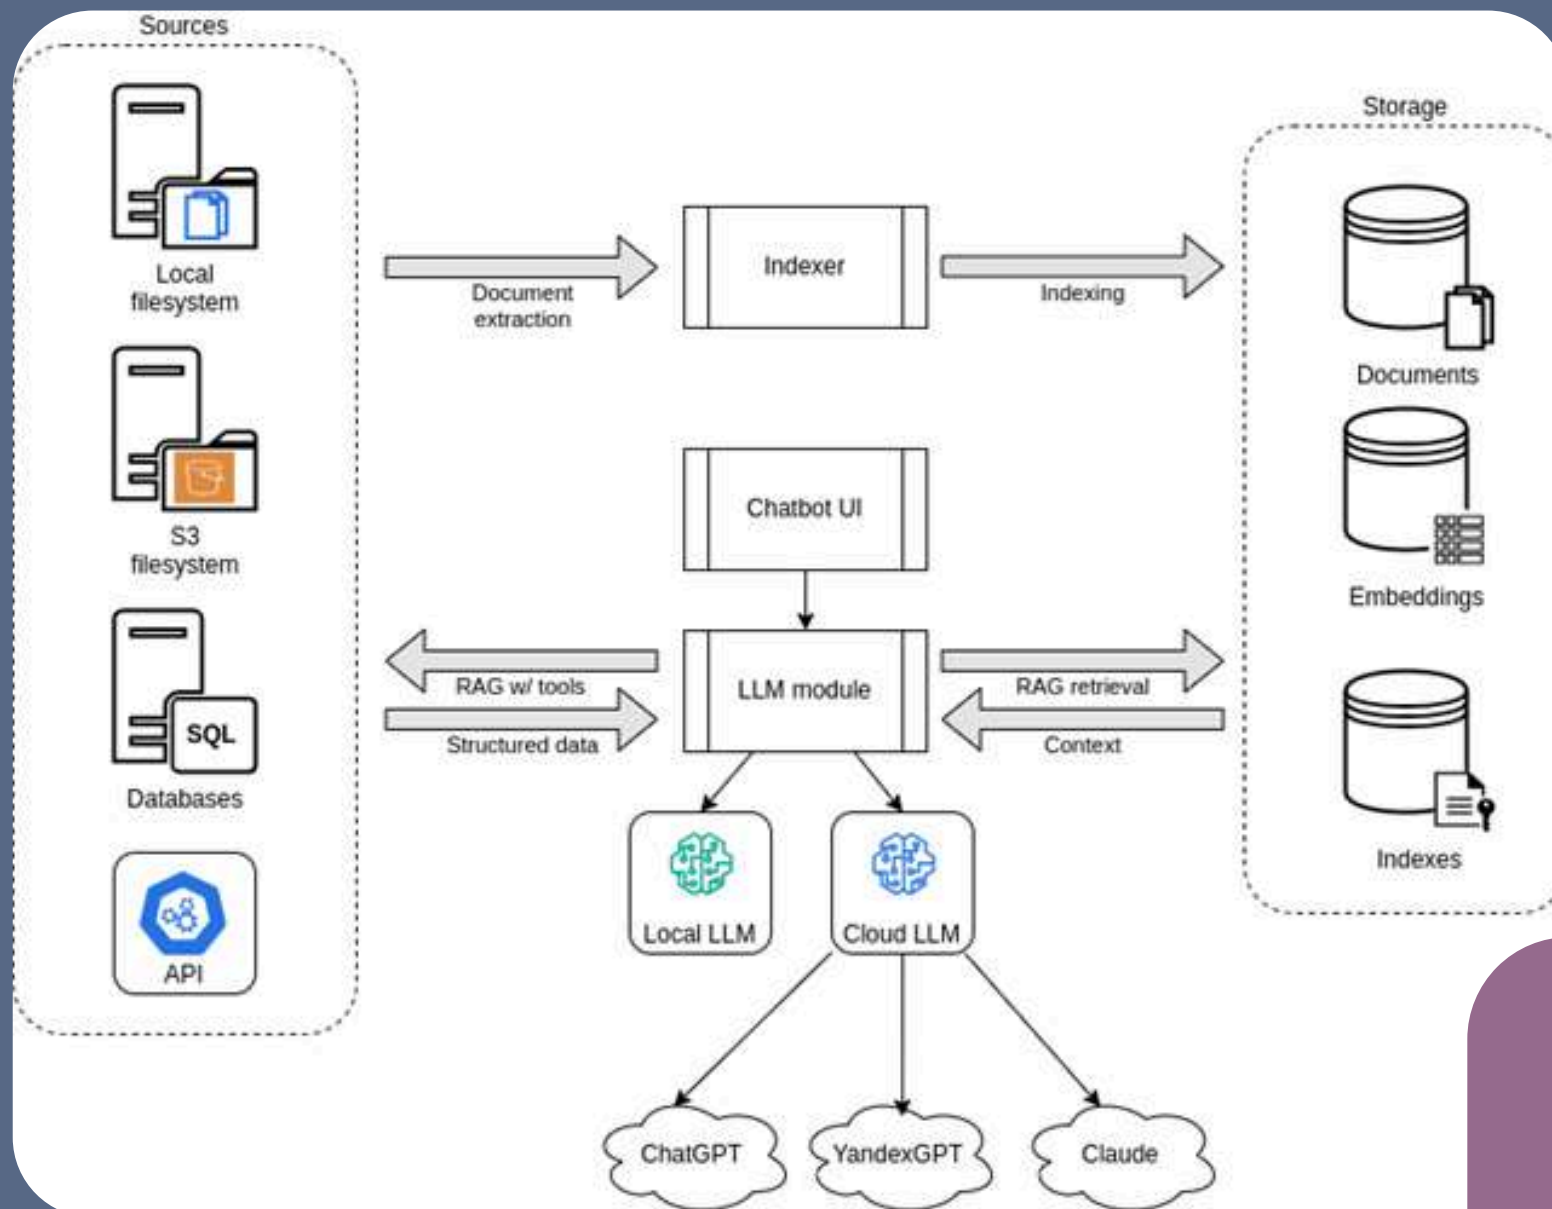 Sources
Storage
Local
filesystem
Document
extraction
Indexer
Indexing
Documents
S3
filesystem
Chatbot UI
Embeddings
RAG w/ tools
Structured data
LLM module
RAG retrieval
Context
SQL
Databases
Indexes
API
Local LLM
Cloud LLM
ChatGPT
YandexGPT
Claude